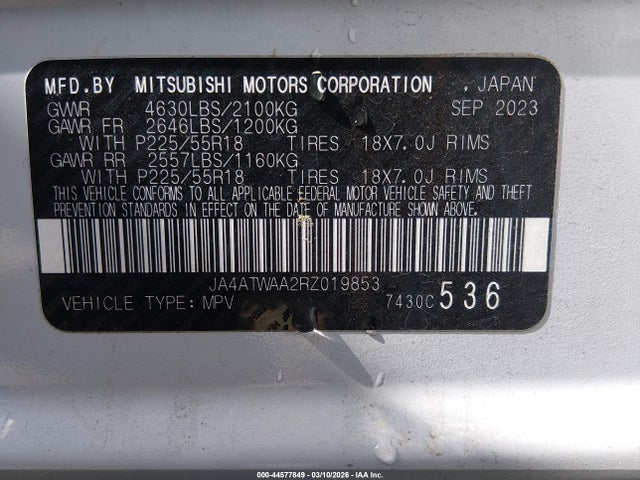 MFD.BY MITSUBISHI MOTORS CORPORATION , JAPAN
GVWR 4630LBS/2100KG SEP 2023
GAWR FR 2646LBS/1200KG
WITH P225/55R18 TIRES 18X7.0J RIMS
GAWR RR 2557LBS/1160KG
WITH P225/55R18 TIRES 18X7.0J RIMS
THIS VEHICLE CONFORMS TO ALL APPLICABLE FEDERAL MOTOR VEHICLE SAFETY AND THEFT
PREVENTION STANDARDS IN EFFECT ON THE DATE OF MANUFACTURE SHOWN ABOVE.
JA4ATWAA2RZ019853
VEHICLE TYPE: MPV 7430C 536
000-44577849 - 03/10/2026 - IAA Inc.